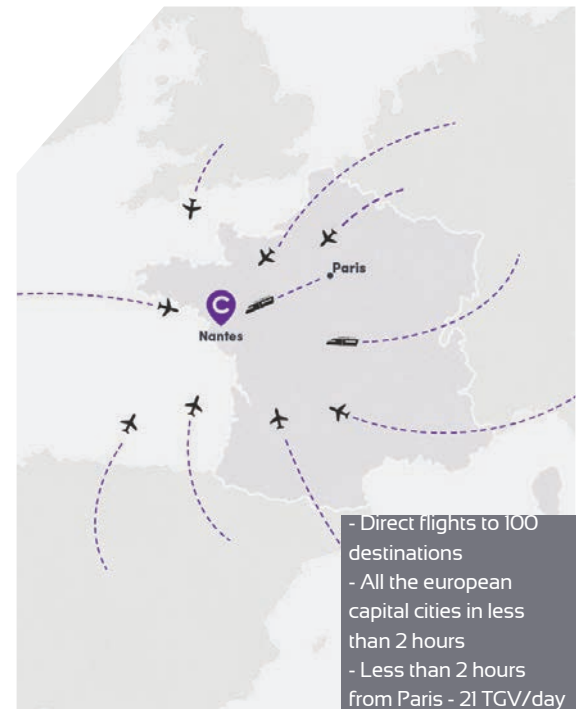 Paris
C
Nantes
- Direct flights to 100
destinations
- All the european
capital cities in less
than 2 hours
- Less than 2 hours
from Paris - 21 TGV/day